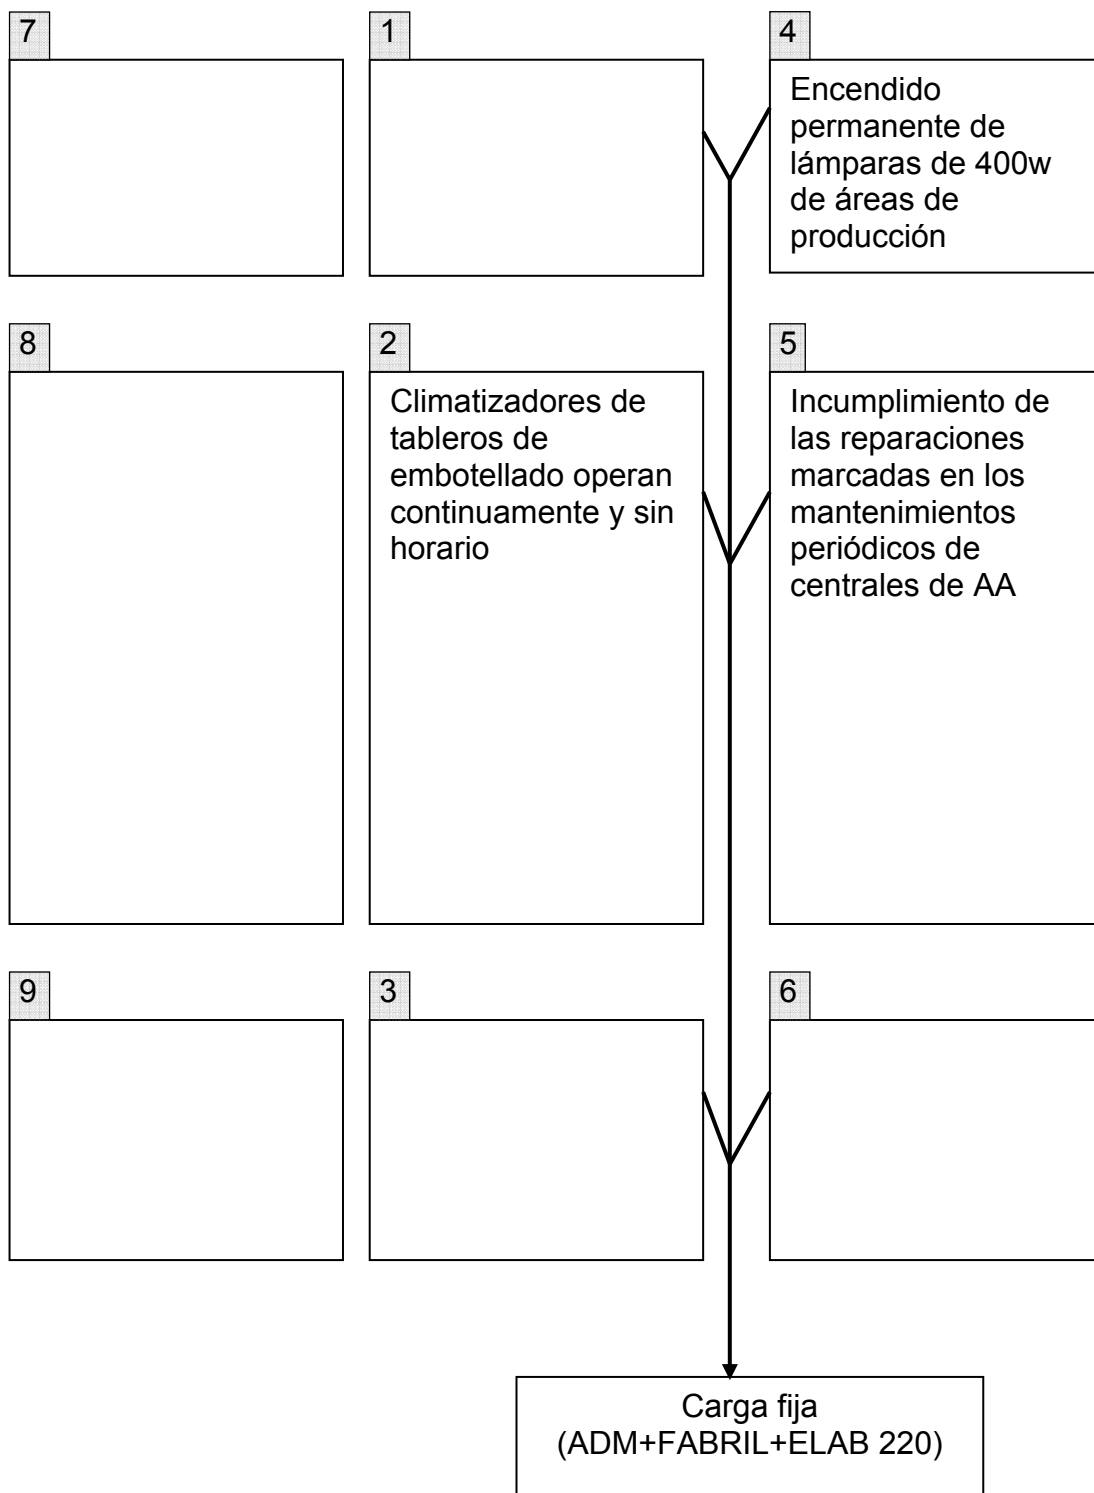 7
1
4
Encendido
permanente de
lámparas de 400w
de áreas de
producción
8
2
Climatizadores de
tableros de
embotellado operan
continuamente y sin
horario
5
Incumplimiento de
las reparaciones
marcadas en los
mantenimientos
periódicos de
centrales de AA
9
3
6
Carga fija
(ADM+FABRIL+ELAB 220)